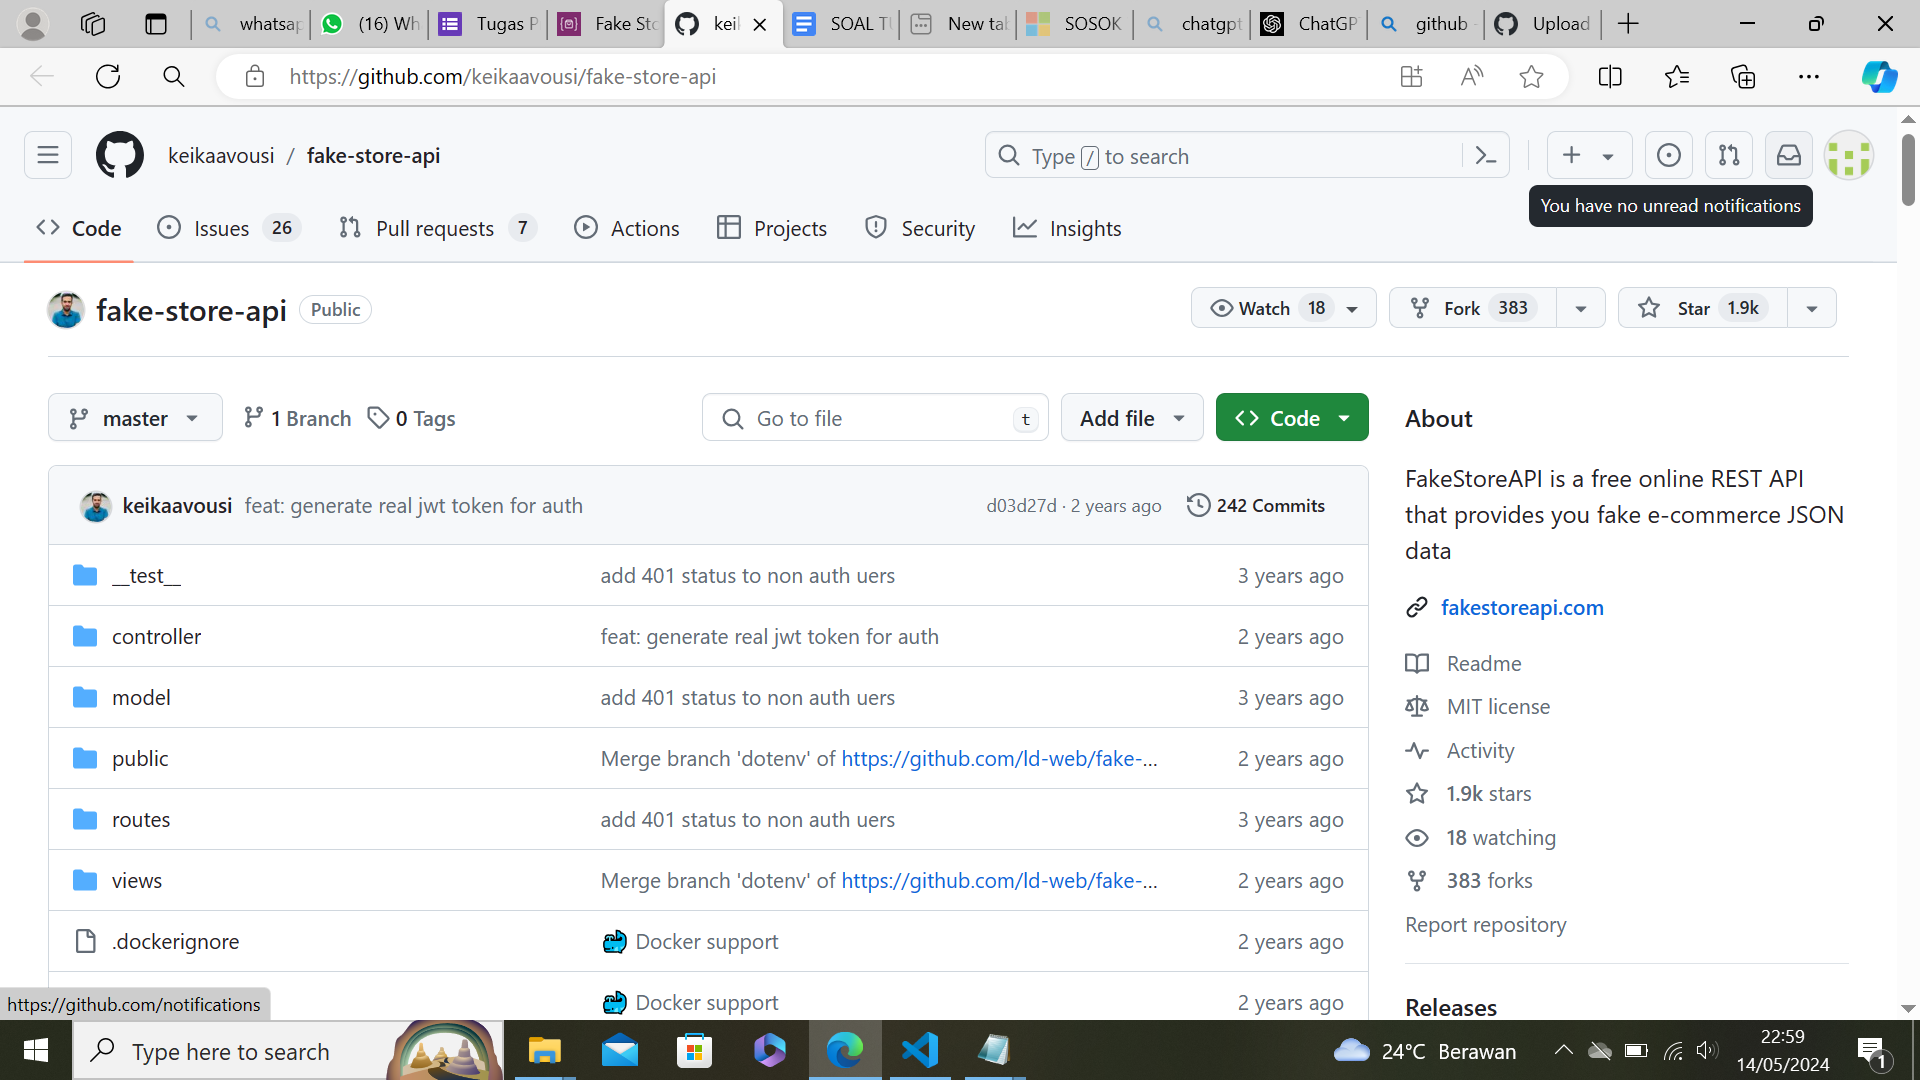 whatsap
(16) Wh
Tugas P
Fake Sto
keik
SOAL TU
New tab
SOSOK
chatgpt
ChatGP
github -
Upload
https://github.com/keikaavousi/fake-store-api
keikaavousi / fake-store-api
Type / to search
You have no unread notifications
Code
Issues 26
Pull requests 7
Actions
Projects
Security
Insights
fake-store-api Public
Watch 18
Fork 383
Star 1.9k
master
1 Branch
0 Tags
Go to file t
Add file
Code
keikaavousi feat: generate real jwt token for auth d03d27d · 2 years ago 242 Commits
__test__ add 401 status to non auth uers 3 years ago
controller feat: generate real jwt token for auth 2 years ago
model add 401 status to non auth uers 3 years ago
public Merge branch 'dotenv' of https://github.com/ld-web/fake-... 2 years ago
routes add 401 status to non auth uers 3 years ago
views Merge branch 'dotenv' of https://github.com/ld-web/fake-... 2 years ago
.dockerignore Docker support 2 years ago
Docker support 2 years ago
About
FakeStoreAPI is a free online REST API
that provides you fake e-commerce JSON
data
fakestoreapi.com
Readme
MIT license
Activity
1.9k stars
18 watching
383 forks
Report repository
Releases
https://github.com/notifications
Type here to search
24°C Berawan
22:59
14/05/2024
1